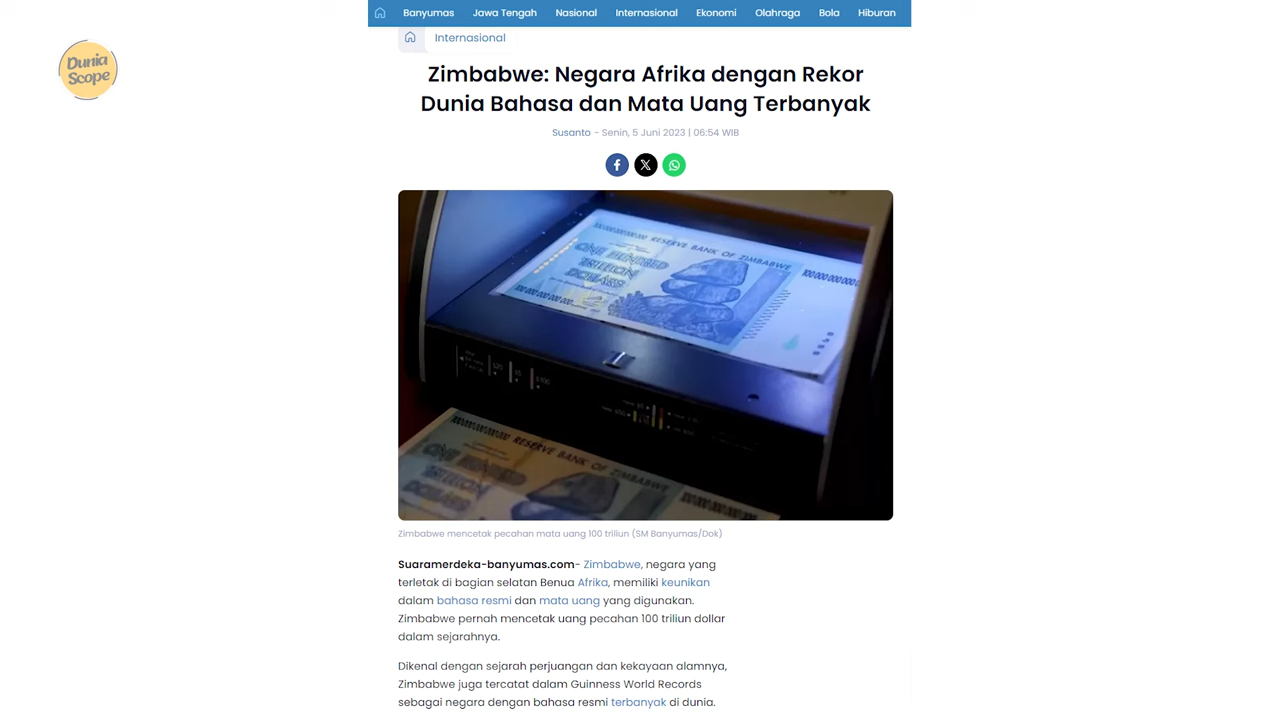 Banyumas Jawa Tengah Nasional Internasional Ekonomi Olahraga Bola Hiburan
Dunia
Scope
Internasional
Zimbabwe: Negara Afrika dengan Rekor
Dunia Bahasa dan Mata Uang Terbanyak
Susanto - Senin, 5 Juni 2023 | 06:54 WIB
RESERVE BANK OF ZIMBABWE
ONE HUNDRED
TRILLION
DOLLARS
RESERVE BANK OF ZIMBABWE
ONE HUNDRED
TRILLION
DOLLARS
Zimbabwe mencetak pecahan mata uang 100 triliun (SM Banyumas/Dok)
Suaramerdeka-banyumas.com- Zimbabwe, negara yang
terletak di bagian selatan Benua Afrika, memiliki keunikan
dalam bahasa resmi dan mata uang yang digunakan.
Zimbabwe pernah mencetak uang pecahan 100 triliun dollar
dalam sejarahnya.
Dikenal dengan sejarah perjuangan dan kekayaan alamnya,
Zimbabwe juga tercatat dalam Guinness World Records
sebagai negara dengan bahasa resmi terbanyak di dunia.